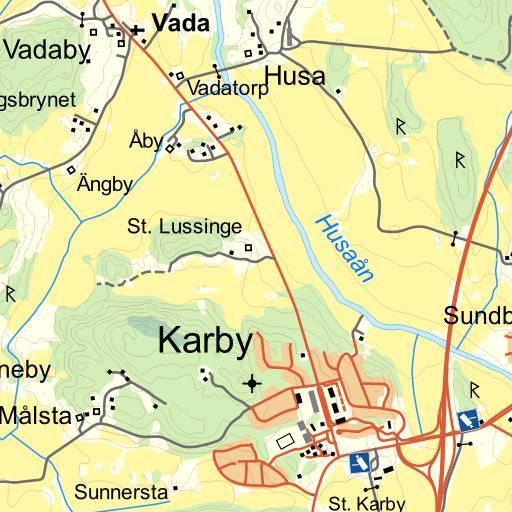 Vada
Vadaby
Husa
Vadatorp
gsbrynet
Åby
Ängby
St. Lussinge
Husaån
Sundb
Karby
neby
Målsta
Sunnersta
St. Karby
R
R
R
R